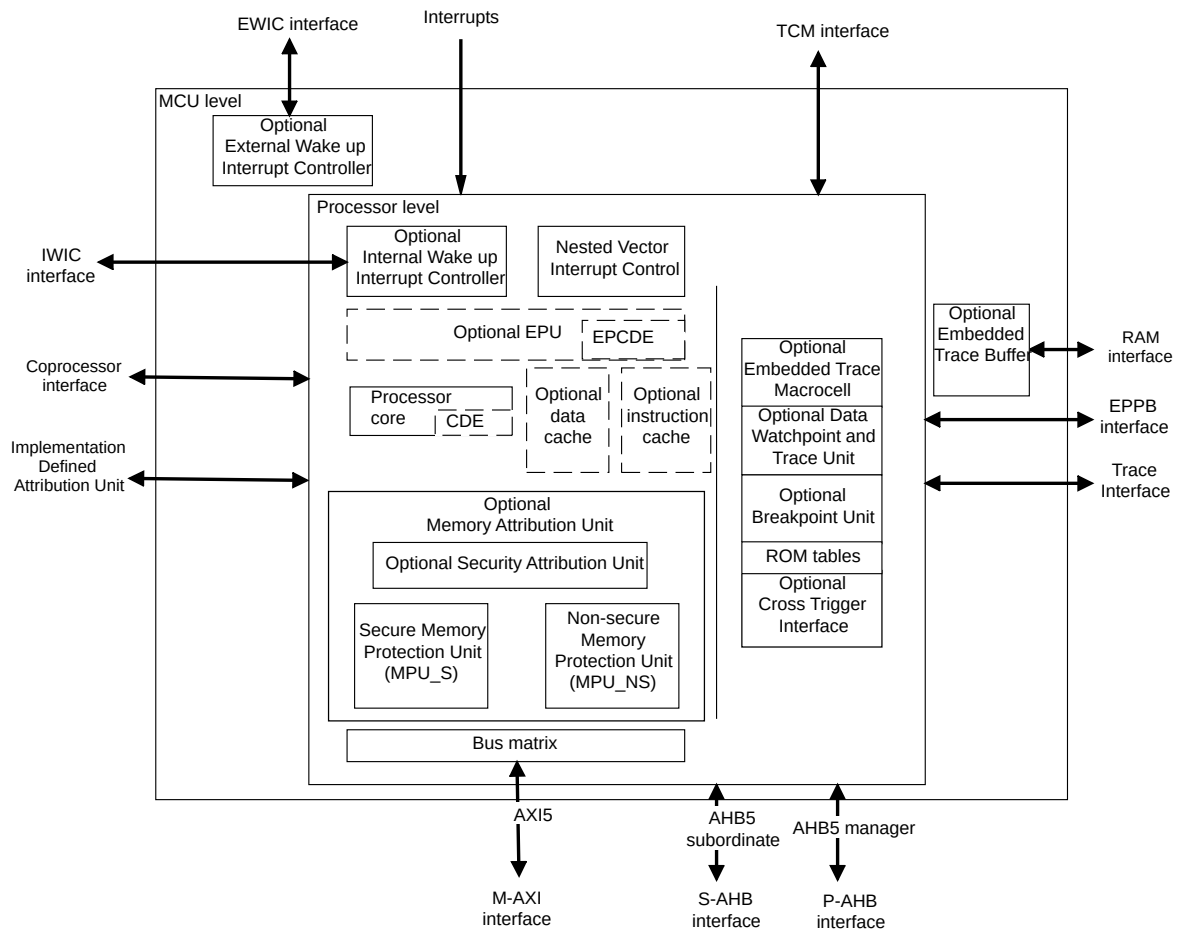 EWIC interface
Interrupts
TCM interface
MCU level
Optional
External Wake up
Interrupt Controller
Processor level
IWIC
interface
Optional
Internal Wake up
Interrupt Controller
Nested Vector
Interrupt Control
Optional EPU
EPCDE
Optional
Embedded
Trace Buffer
RAM
interface
Coprocessor
interface
Processor
core
CDE
Optional
data
cache
Optional
instruction
cache
Optional
Embedded Trace
Macrocell
Optional Data
Watchpoint and
Trace Unit
Optional
Breakpoint Unit
ROM tables
Optional
Cross Trigger
Interface
EPPB
interface
Trace
Interface
Implementation
Defined
Attribution Unit
Optional
Memory Attribution Unit
Optional Security Attribution Unit
Secure Memory
Protection Unit
(MPU_S)
Non-secure
Memory
Protection Unit
(MPU_NS)
Bus matrix
AXI5
AHB5
subordinate
AHB5 manager
M-AXI
interface
S-AHB
interface
P-AHB
interface